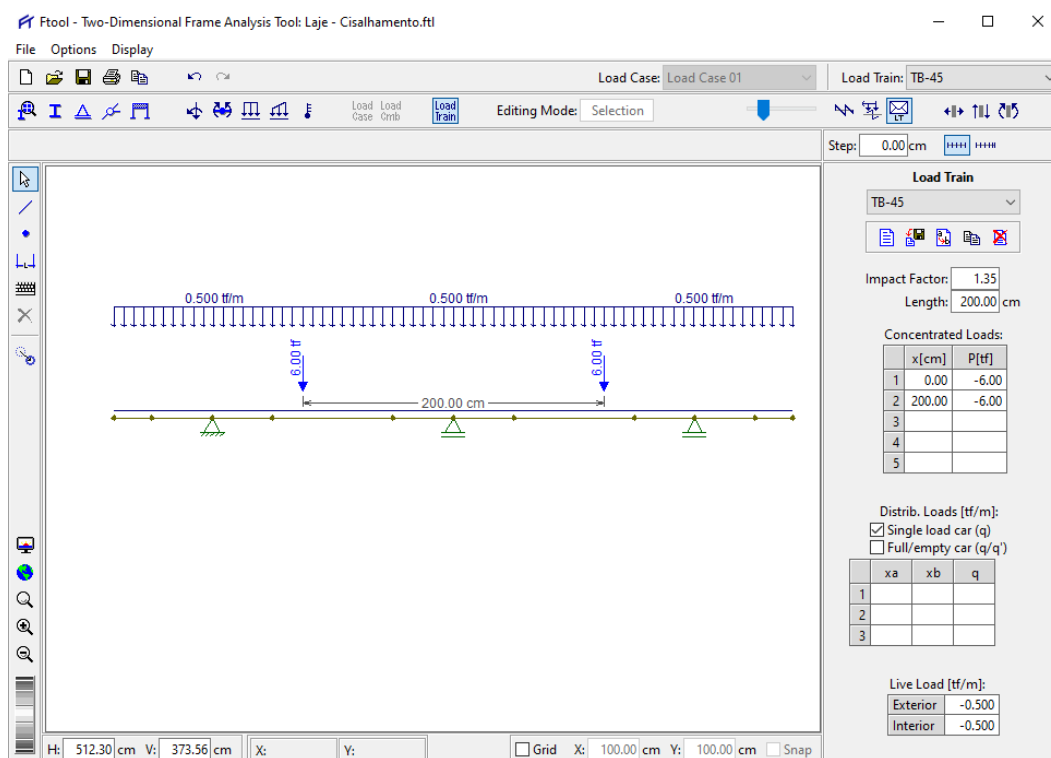 Ftool - Two-Dimensional Frame Analysis Tool: Laje - Cisalhamento.ftl
File Options Display
Load Case: Load Case 01 Load Train: TB-45
Load Case Load Cmb Load Train Editing Mode: Selection LT
Step: 0.00 cm
Load Train
TB-45
Impact Factor: 1.35
Length: 200.00 cm
0.500 tf/m 0.500 tf/m 0.500 tf/m
6.00 tf 6.00 tf
200.00 cm
Concentrated Loads:
x[cm] P[tf]
1 0.00 -6.00
2 200.00 -6.00
3
4
5
Distrib. Loads [tf/m]:
Single load car (q)
Full/empty car (q/q')
xa xb q
1
2
3
Live Load [tf/m]:
Exterior -0.500
Interior -0.500
H: 512.30 cm V: 373.56 cm X: Y: Grid X: 100.00 cm Y: 100.00 cm Snap